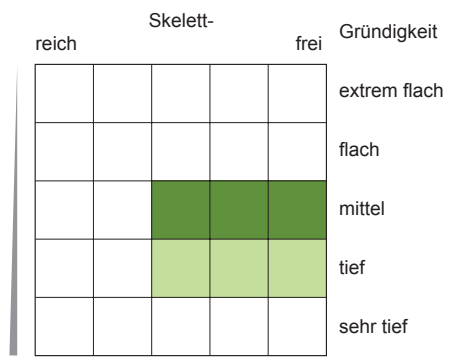 Skelett-
reich frei Gründigkeit
extrem flach
flach
mittel
tief
sehr tief